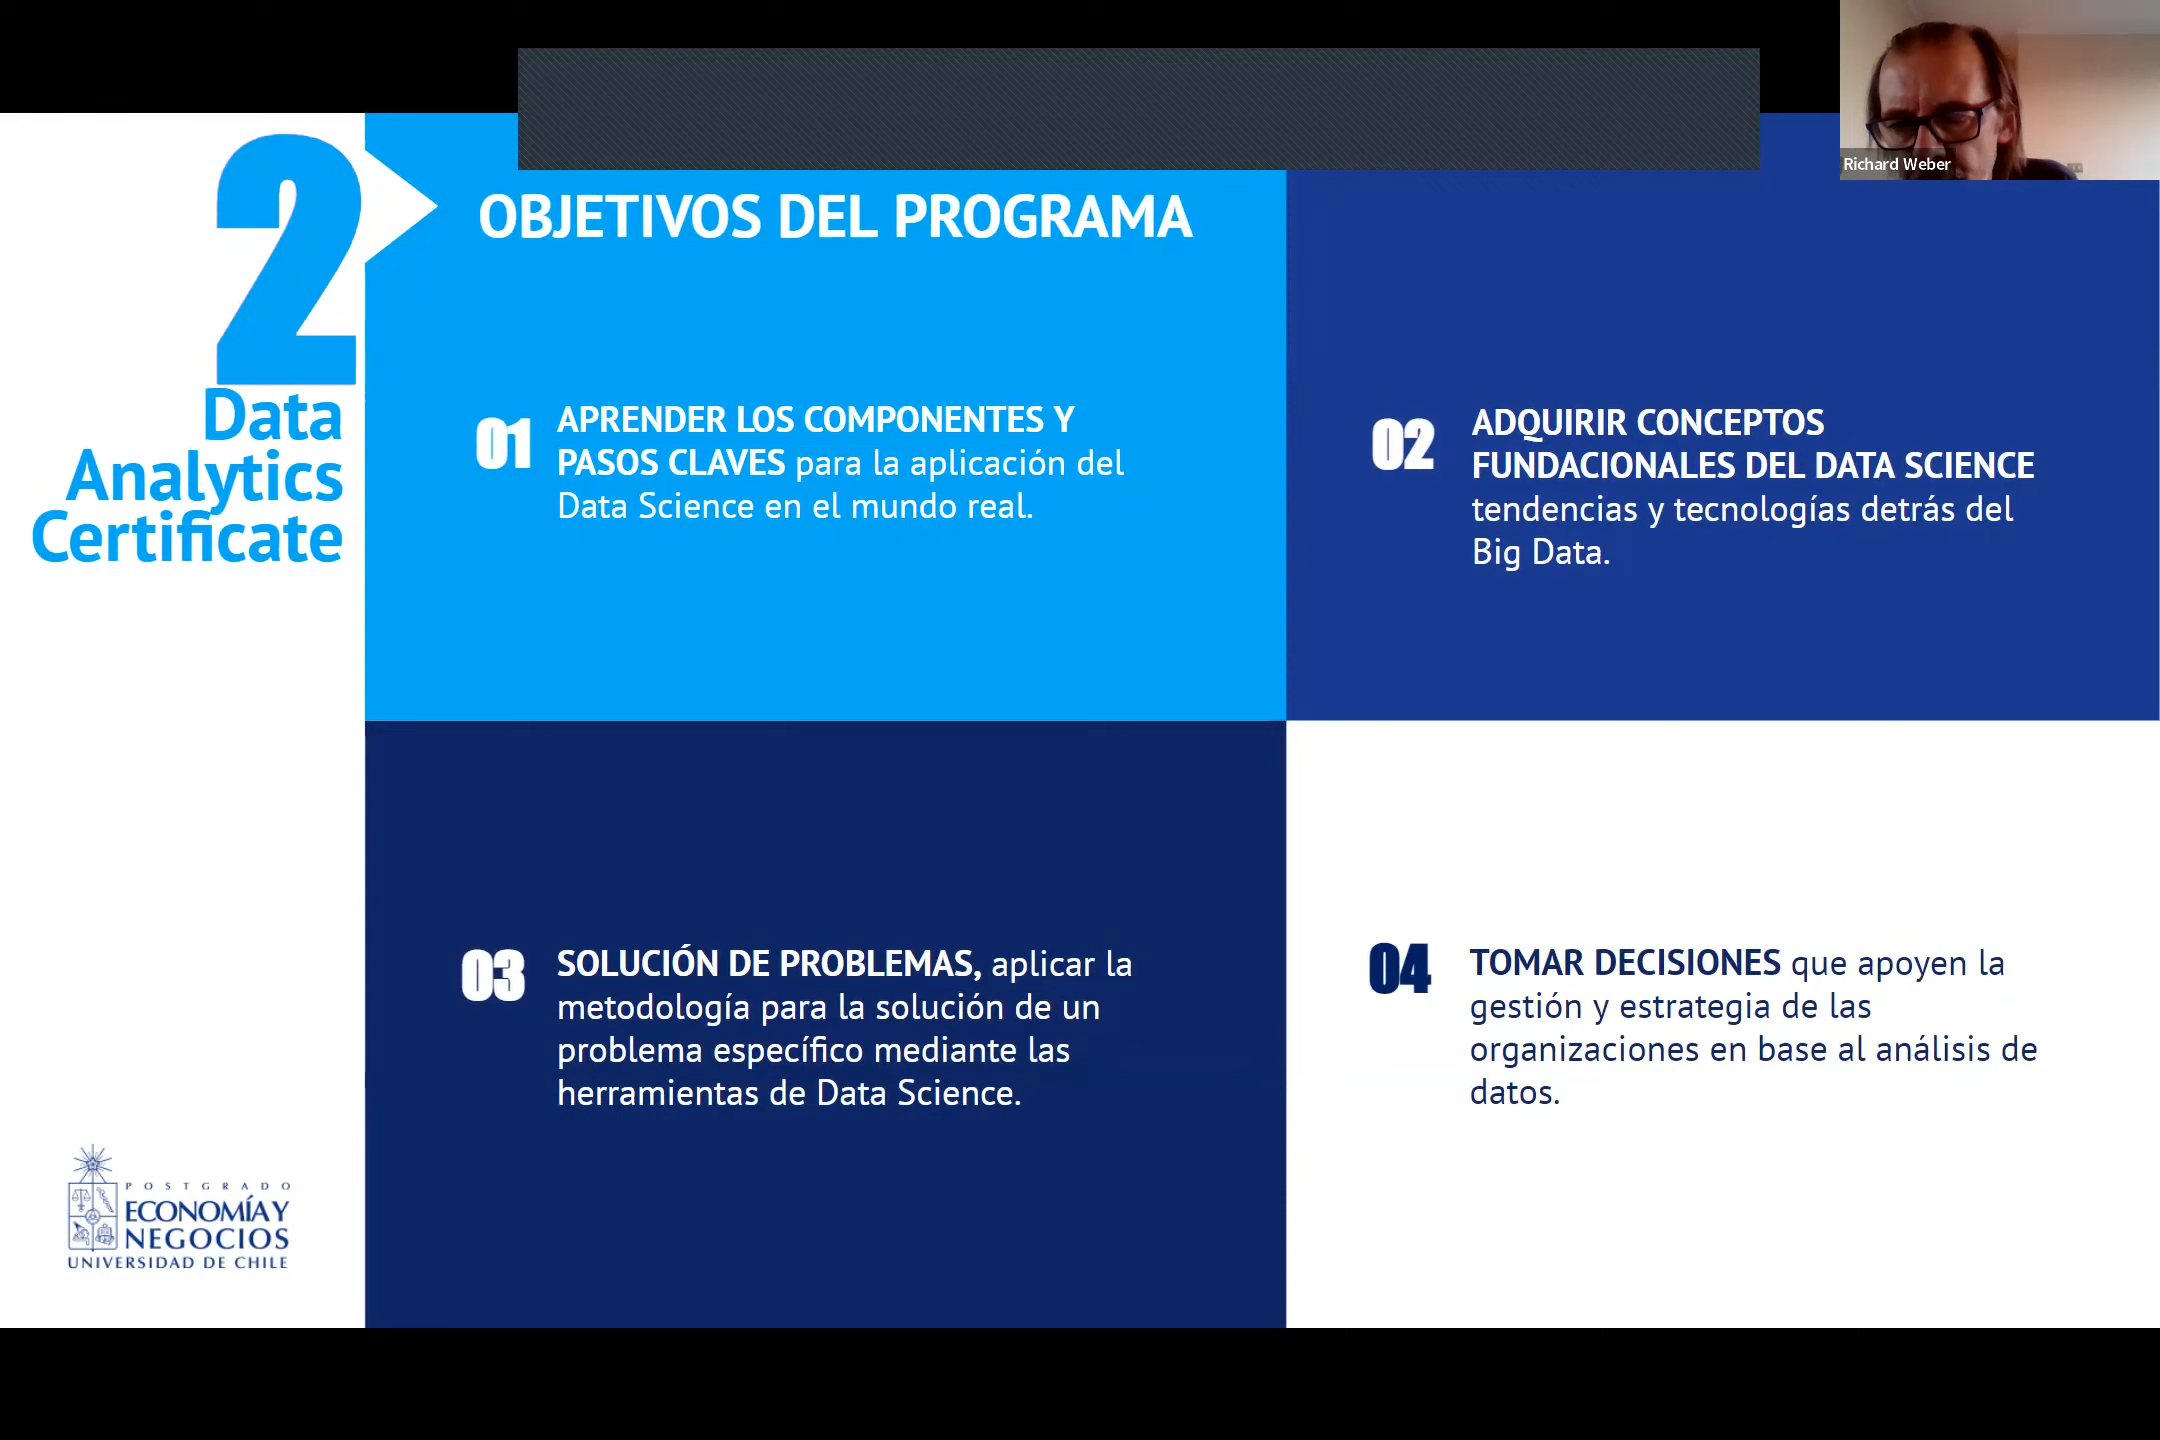 Richard Weber
2
Data
Analytics
Certificate
OBJETIVOS DEL PROGRAMA
01
APRENDER LOS COMPONENTES Y
PASOS CLAVES para la aplicación del
Data Science en el mundo real.
02
ADQUIRIR CONCEPTOS
FUNDACIONALES DEL DATA SCIENCE
tendencias y tecnologías detrás del
Big Data.
03
SOLUCIÓN DE PROBLEMAS, aplicar la
metodología para la solución de un
problema específico mediante las
herramientas de Data Science.
04
TOMAR DECISIONES que apoyen la
gestión y estrategia de las
organizaciones en base al análisis de
datos.
POSTGRADO
ECONOMÍA Y
NEGOCIOS
UNIVERSIDAD DE CHILE